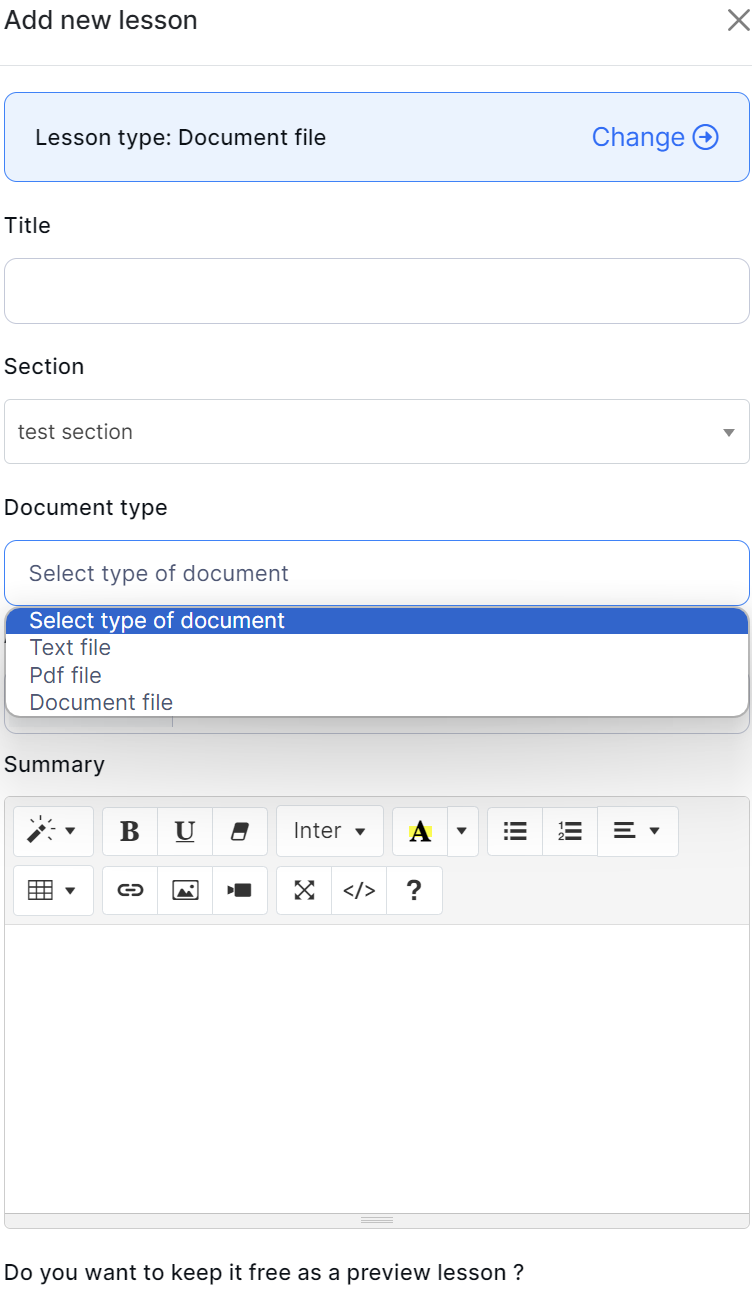 Add new lesson
Lesson type: Document file
Change
Title
Section
test section
Document type
Select type of document
Select type of document
Text file
Pdf file
Document file
Summary
B U Inter A
</> ?
Do you want to keep it free as a preview lesson ?